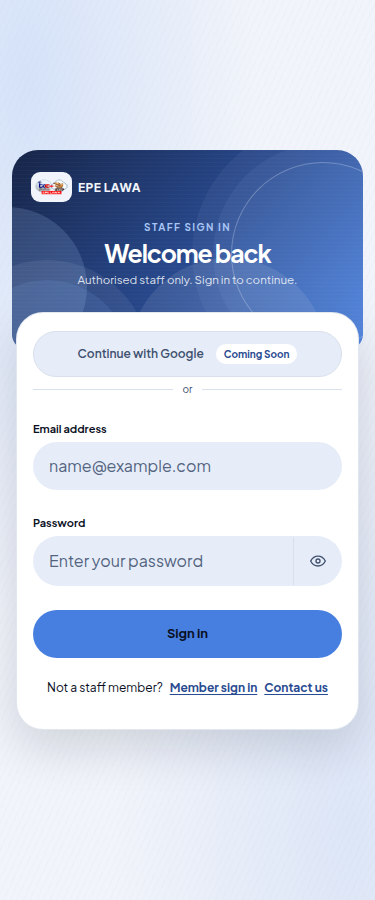 EPE LAWA
STAFF SIGN IN
Welcome back
Authorised staff only. Sign in to continue.
Continue with Google Coming Soon
or
Email address
name@example.com
Password
Enter your password
Sign in
Not a staff member? Member sign in Contact us